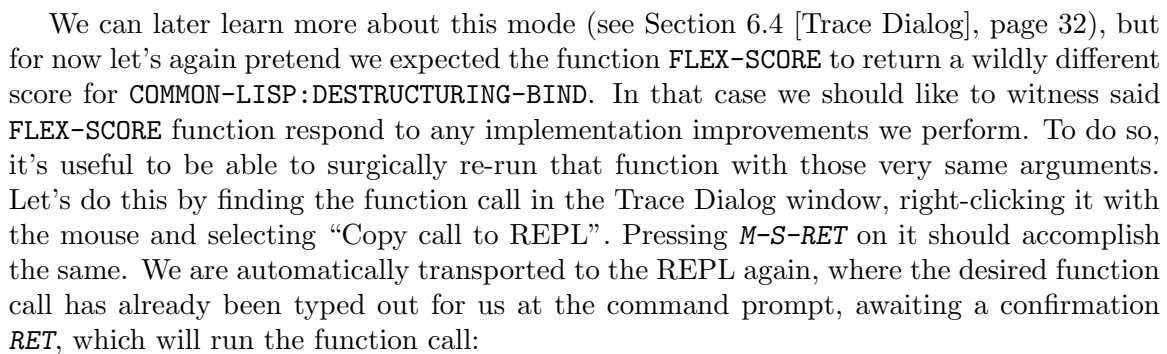 We can later learn more about this mode (see Section 6.4 [Trace Dialog], page 32), but
for now let's again pretend we expected the function FLEX-SCORE to return a wildly different
score for COMMON-LISP:DESTRUCTURING-BIND. In that case we should like to witness said
FLEX-SCORE function respond to any implementation improvements we perform. To do so,
it's useful to be able to surgically re-run that function with those very same arguments.
Let's do this by finding the function call in the Trace Dialog window, right-clicking it with
the mouse and selecting “Copy call to REPL”. Pressing M-S-RET on it should accomplish
the same. We are automatically transported to the REPL again, where the desired function
call has already been typed out for us at the command prompt, awaiting a confirmation
RET, which will run the function call: